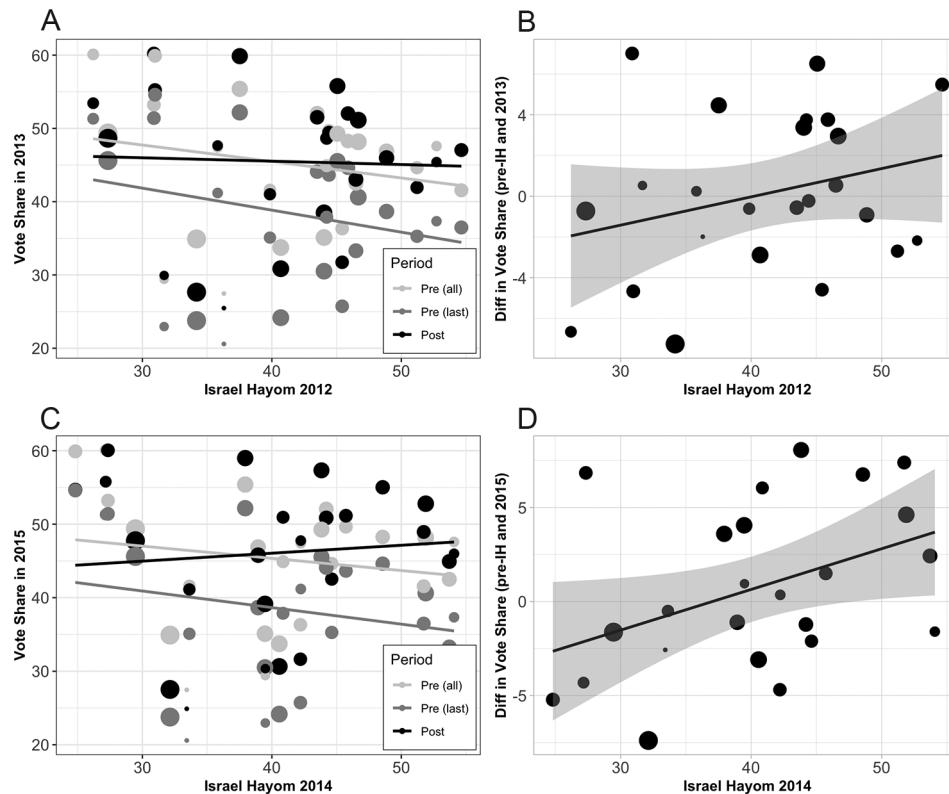 A
Vote Share in 2013
60
50
40
30
20
Period
Pre (all)
Pre (last)
Post
30 40 50
Israel Hayom 2012
B
Diff in Vote Share (pre-IH and 2013)
4
0
-4
30 40 50
Israel Hayom 2012
C
Vote Share in 2015
60
50
40
30
20
Period
Pre (all)
Pre (last)
Post
30 40 50
Israel Hayom 2014
D
Diff in Vote Share (pre-IH and 2015)
5
0
-5
30 40 50
Israel Hayom 2014